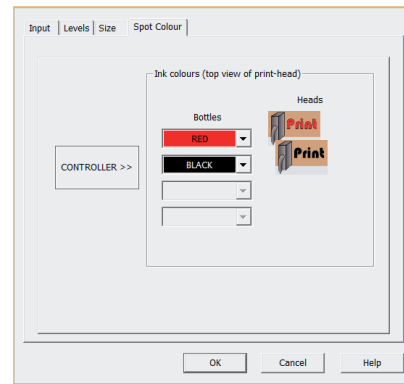 Input Levels Size Spot Colour
Ink colours (top view of print-head)
Heads
Bottles
RED
Print
BLACK
Print
CONTROLLER >>
OK Cancel Help